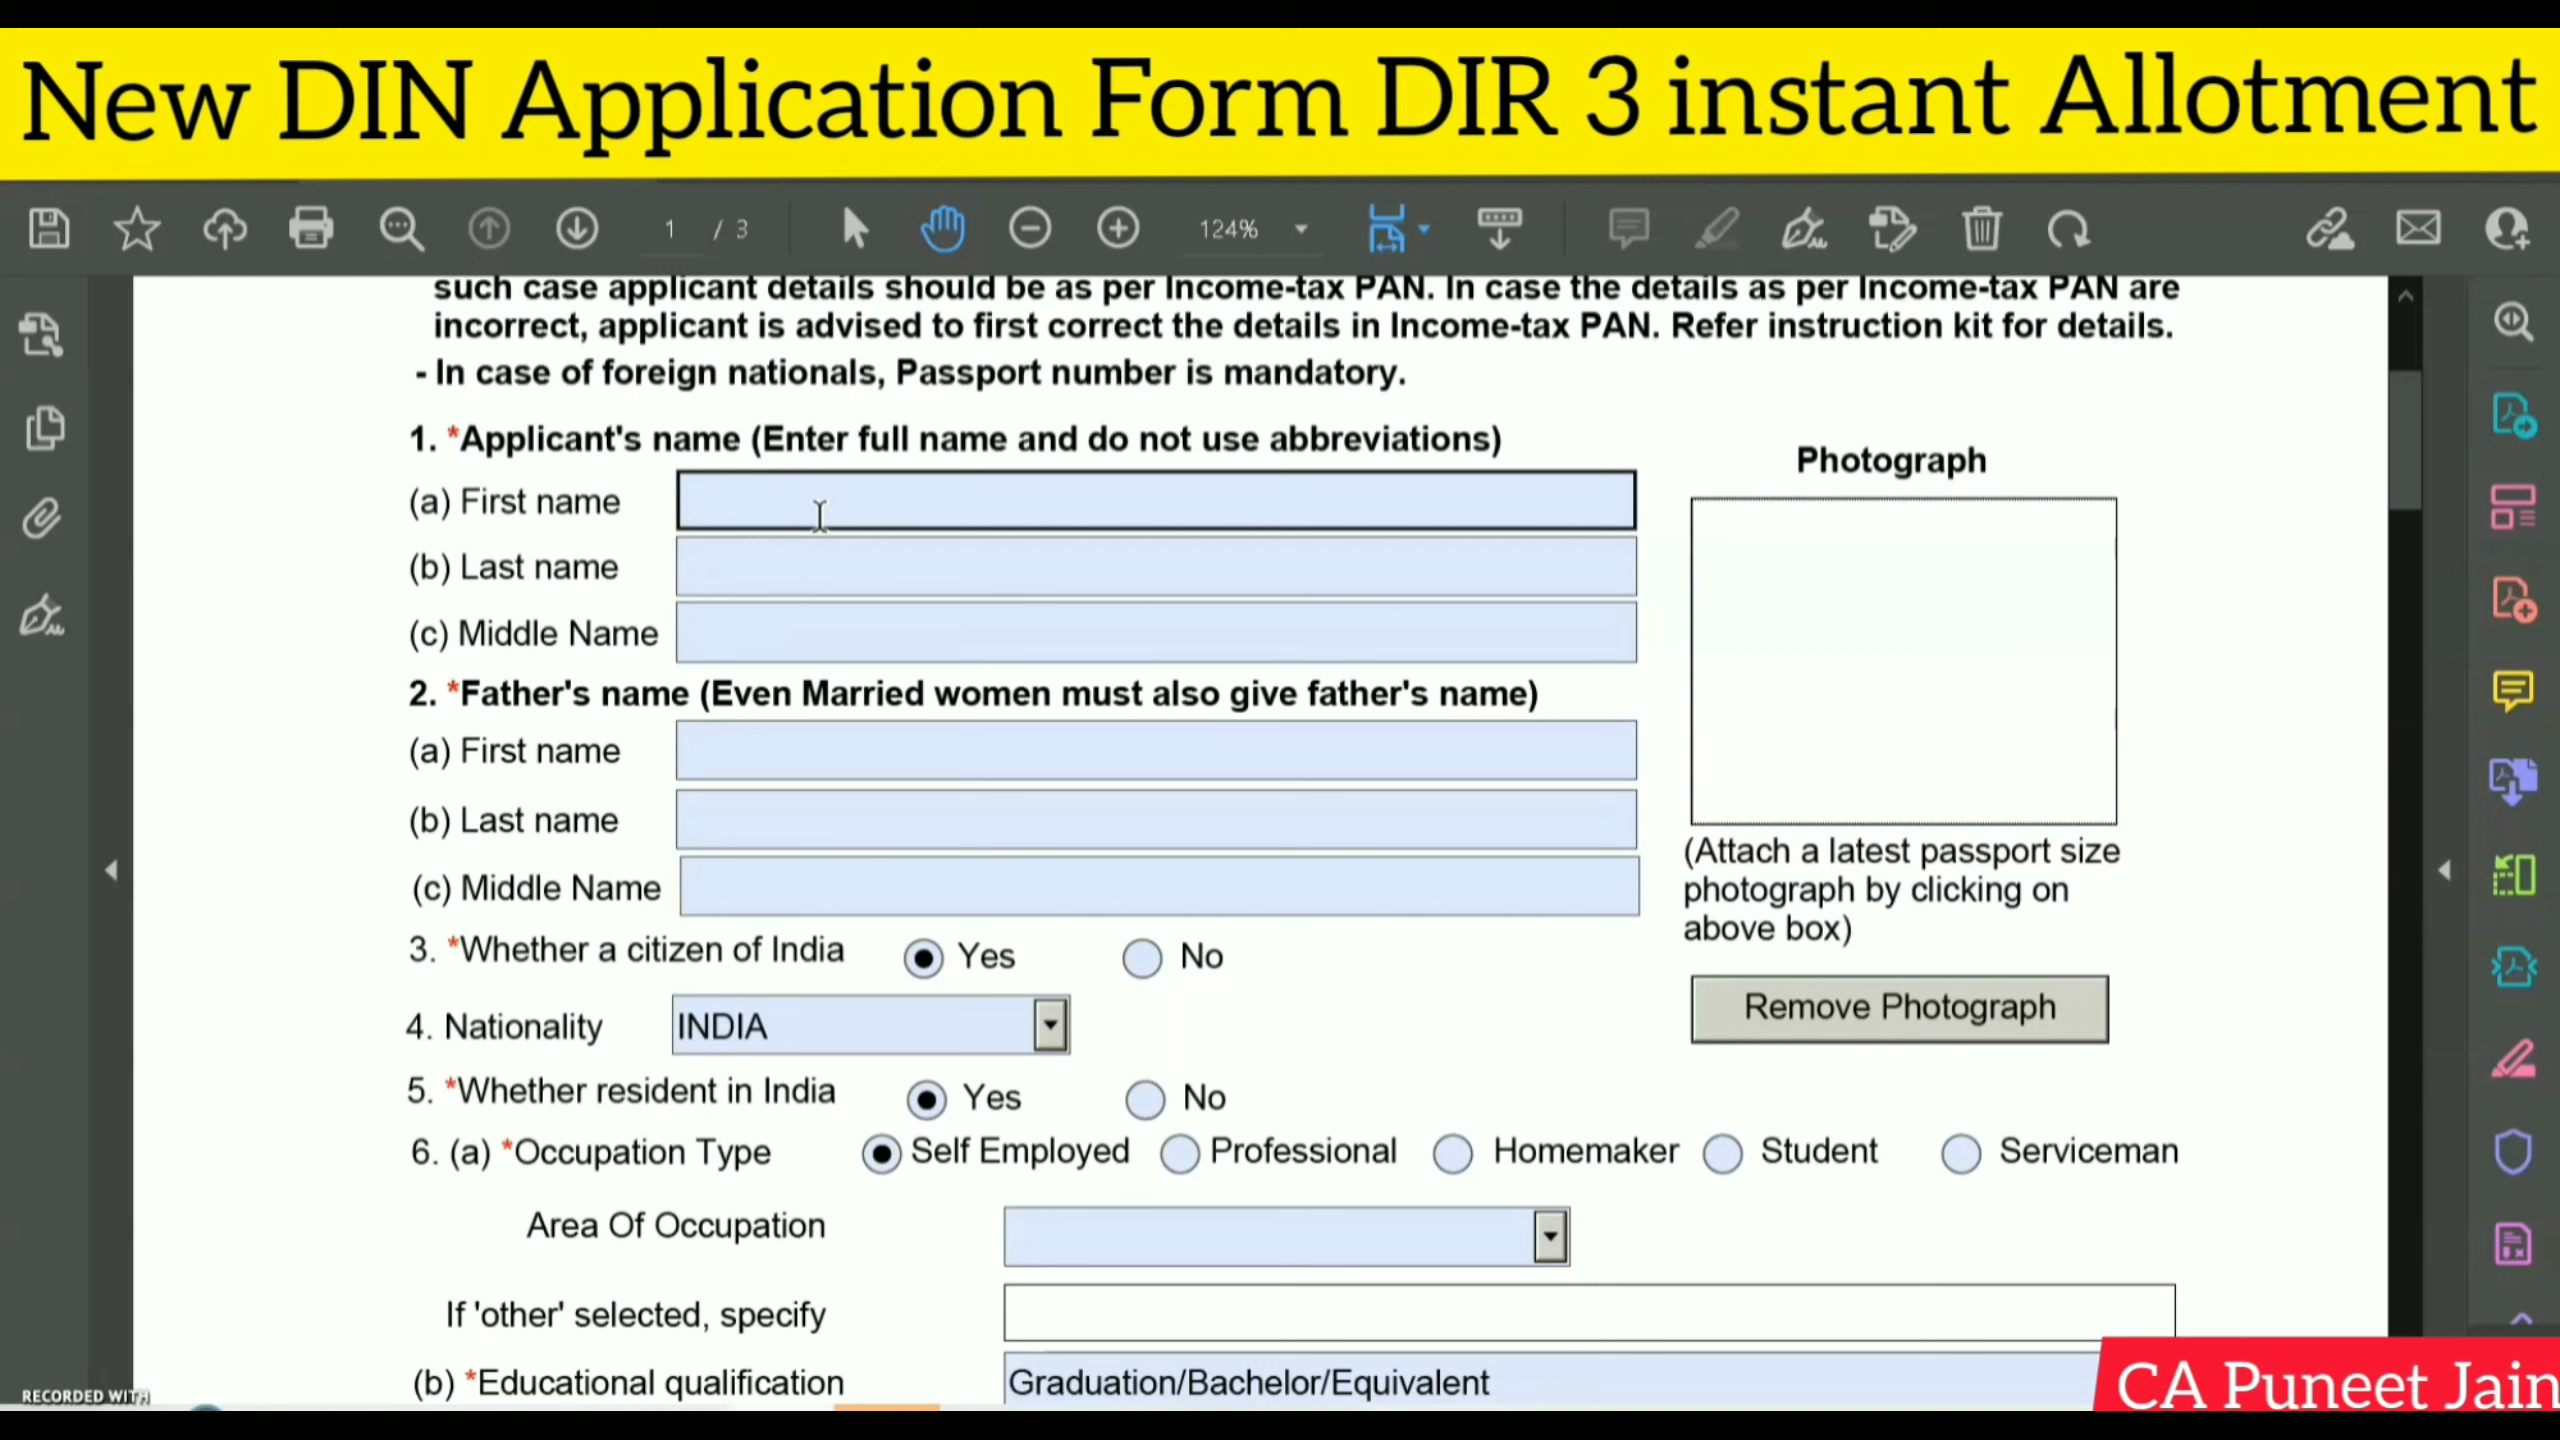 New DIN Application Form DIR 3 instant Allotment
1 / 3 124%
such case applicant details should be as per Income-tax PAN. In case the details as per Income-tax PAN are
incorrect, applicant is advised to first correct the details in Income-tax PAN. Refer instruction kit for details.
- In case of foreign nationals, Passport number is mandatory.
1. *Applicant's name (Enter full name and do not use abbreviations)
Photograph
(a) First name
(b) Last name
(c) Middle Name
2. *Father's name (Even Married women must also give father's name)
(a) First name
(b) Last name
(c) Middle Name
(Attach a latest passport size
photograph by clicking on
above box)
3. *Whether a citizen of India Yes No
Remove Photograph
4. Nationality INDIA
5. *Whether resident in India Yes No
6. (a) *Occupation Type Self Employed Professional Homemaker Student Serviceman
Area Of Occupation
If 'other' selected, specify
(b) *Educational qualification Graduation/Bachelor/Equivalent
CA Puneet Jain
RECORDED WITH